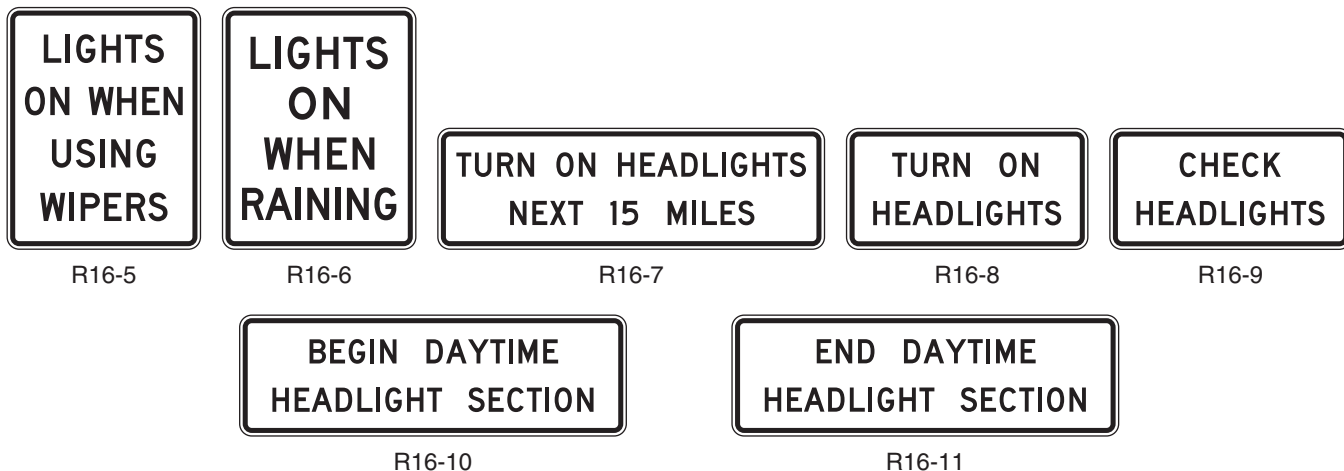 LIGHTS
ON WHEN
USING
WIPERS
R16-5
LIGHTS
ON
WHEN
RAINING
R16-6
TURN ON HEADLIGHTS
NEXT 15 MILES
R16-7
TURN ON
HEADLIGHTS
R16-8
CHECK
HEADLIGHTS
R16-9
BEGIN DAYTIME
HEADLIGHT SECTION
R16-10
END DAYTIME
HEADLIGHT SECTION
R16-11